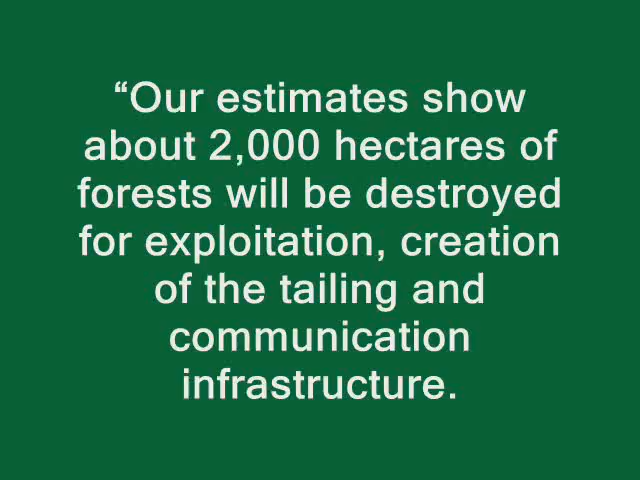 “Our estimates show
about 2,000 hectares of
forests will be destroyed
for exploitation, creation
of the tailing and
communication
infrastructure.